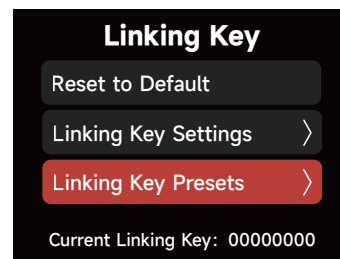 Linking Key
Reset to Default
Linking Key Settings
Linking Key Presets
Current Linking Key: 00000000